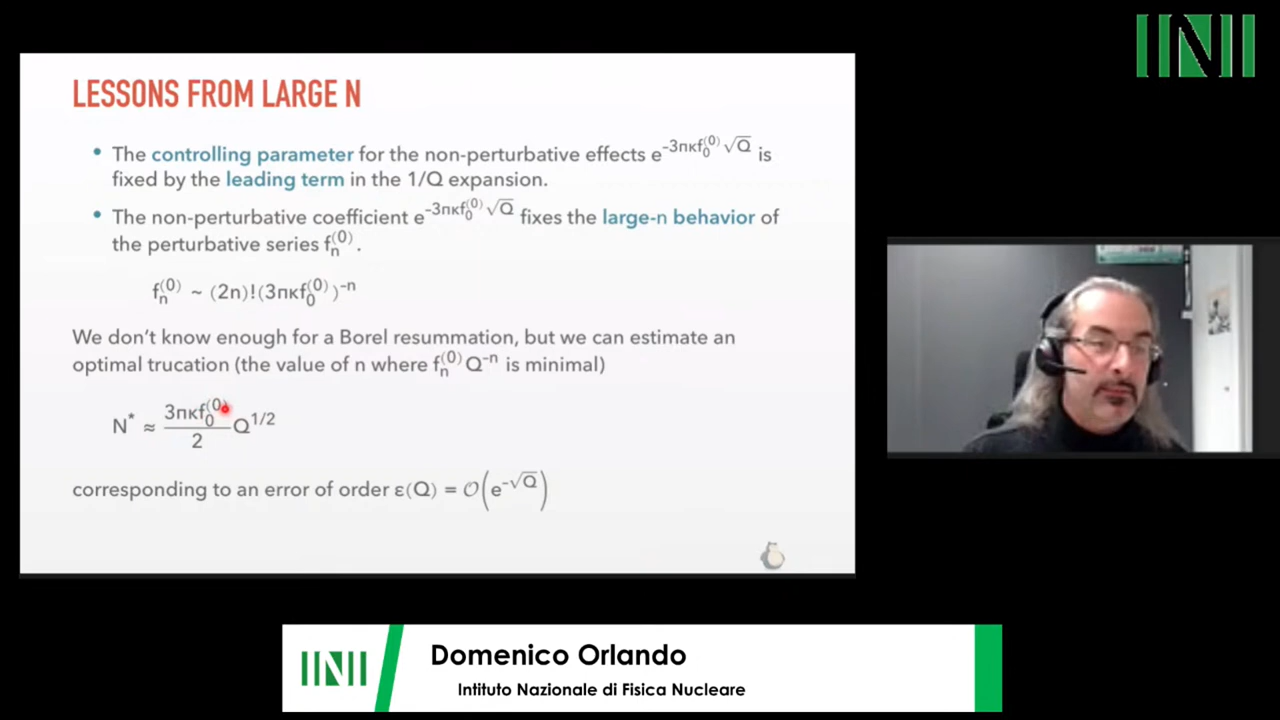 INI
LESSONS FROM LARGE N
• The controlling parameter for the non-perturbative effects e^{-3πκf_0^{(0)}√Q} is
fixed by the leading term in the 1/Q expansion.
• The non-perturbative coefficient e^{-3πκf_0^{(0)}√Q} fixes the large-n behavior of
the perturbative series f_n^{(0)}.
f_n^{(0)} ~ (2n)!(3πκf_0^{(0)})^{-n}
We don't know enough for a Borel resummation, but we can estimate an
optimal trucation (the value of n where f_n^{(0)}Q^{-n} is minimal)
N^* ≈ \frac{3πκf_0^{(0)}}{2}Q^{1/2}
corresponding to an error of order ε(Q) = O(e^{-√Q})
INI
Domenico Orlando
Intituto Nazionale di Fisica Nucleare